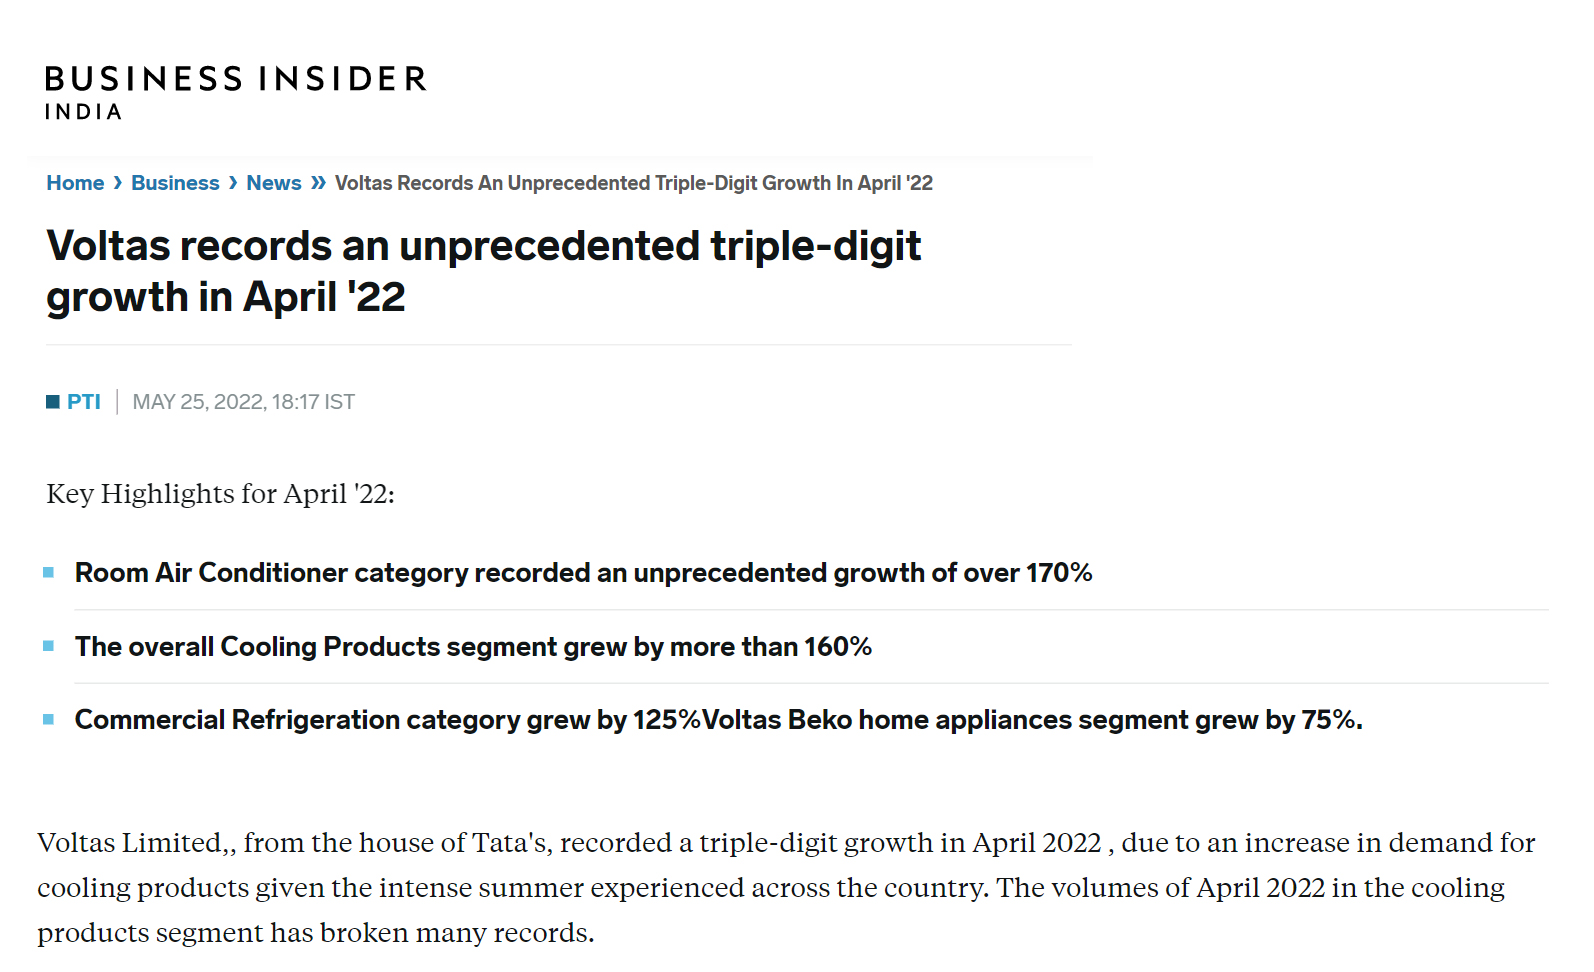 BUSINESS INSIDER
INDIA
Home › Business › News » Voltas Records An Unprecedented Triple-Digit Growth In April '22
Voltas records an unprecedented triple-digit
growth in April '22
PTI | MAY 25, 2022, 18:17 IST
Key Highlights for April '22:
Room Air Conditioner category recorded an unprecedented growth of over 170%
The overall Cooling Products segment grew by more than 160%
Commercial Refrigeration category grew by 125%Voltas Beko home appliances segment grew by 75%.
Voltas Limited,, from the house of Tata's, recorded a triple-digit growth in April 2022 , due to an increase in demand for
cooling products given the intense summer experienced across the country. The volumes of April 2022 in the cooling
products segment has broken many records.